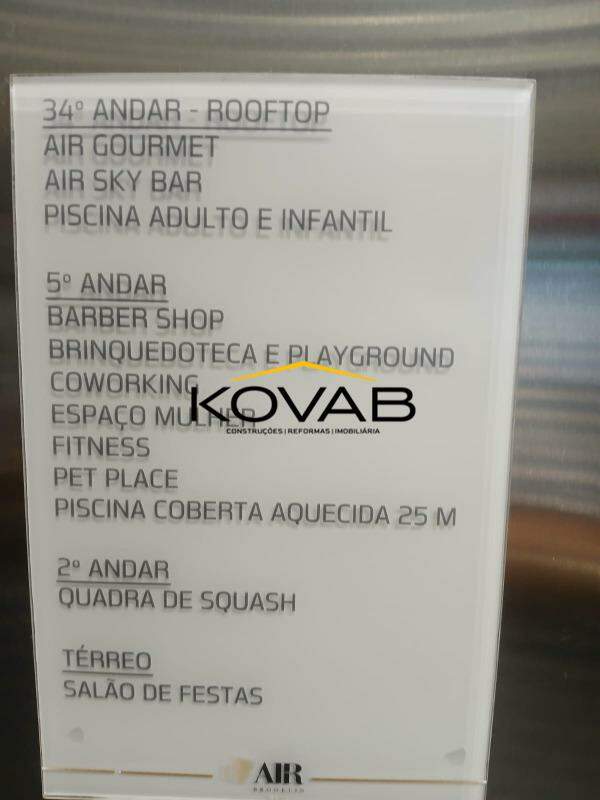 34º ANDAR - ROOFTOP
AIR GOURMET
AIR SKY BAR
PISCINA ADULTO E INFANTIL
5º ANDAR
BARBER SHOP
BRINQUEDOTECA E PLAYGROUND
COWORKING
ESPAÇO MULHER
KOVAB
CONSTRUÇÕES | REFORMAS | IMOBILIÁRIA
FITNESS
PET PLACE
PISCINA COBERTA AQUECIDA 25 M
2º ANDAR
QUADRA DE SQUASH
TÉRREO
SALÃO DE FESTAS
AIR
BROOKLIN